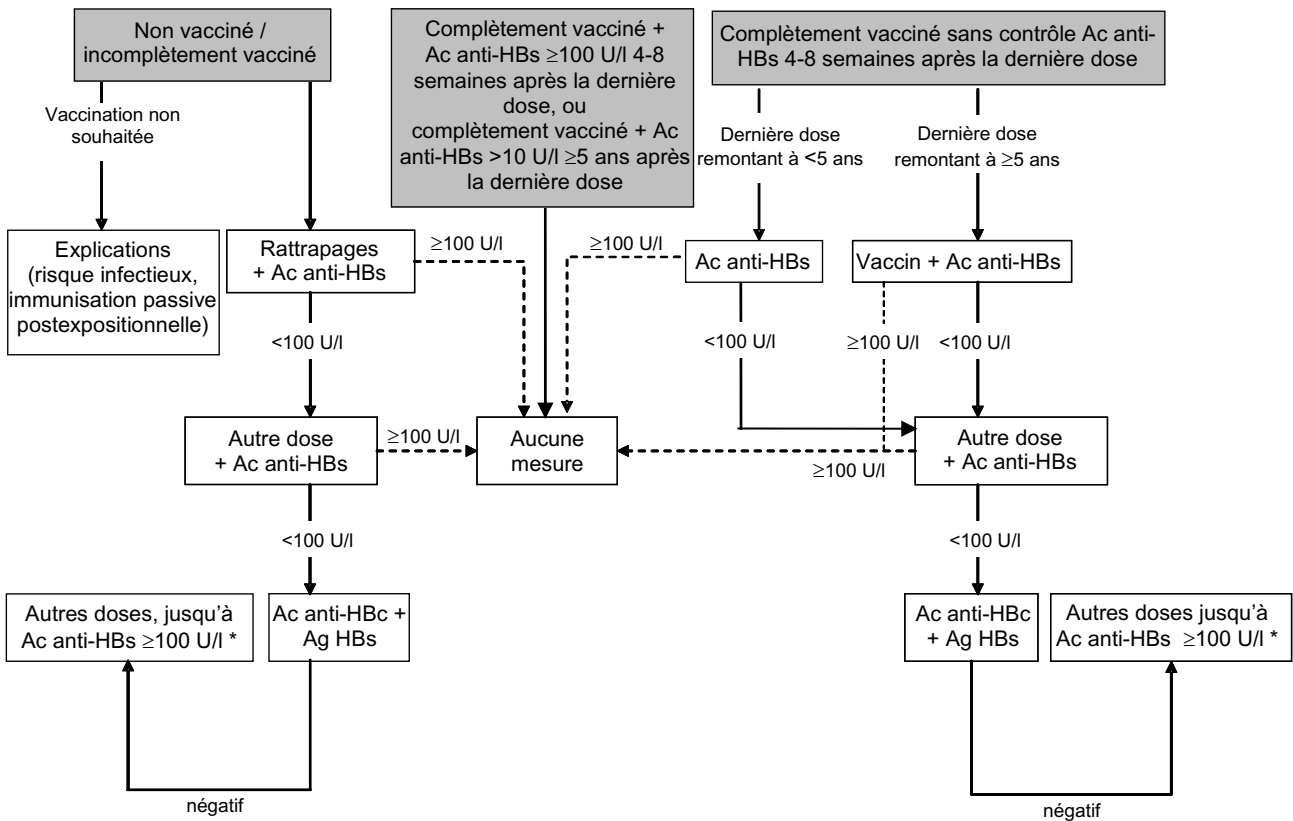 Non vacciné /
incomplètement vacciné
Complètement vacciné +
Ac anti-HBs ≥100 U/l 4-8
semaines après la dernière
dose, ou
complètement vacciné + Ac
anti-HBs >10 U/l ≥5 ans après
la dernière dose
Complètement vacciné sans contrôle Ac anti-
HBs 4-8 semaines après la dernière dose
Vaccination non
souhaitée
Dernière dose
remontant à <5 ans
Dernière dose
remontant à ≥5 ans
Explications
(risque infectieux,
immunisation passive
postexpositionnelle)
Rattrapages
+ Ac anti-HBs
≥100 U/l
≥100 U/l
Ac anti-HBs
Vaccin + Ac anti-HBs
<100 U/l
<100 U/l
≥100 U/l
<100 U/l
Autre dose
+ Ac anti-HBs
≥100 U/l
Aucune
mesure
≥100 U/l
Autre dose
+ Ac anti-HBs
<100 U/l
<100 U/l
Autres doses, jusqu'à
Ac anti-HBs ≥100 U/l *
Ac anti-HBc +
Ag HBs
Ac anti-HBc
+ Ag HBs
Autres doses jusqu'à
Ac anti-HBs ≥100 U/l *
négatif
négatif